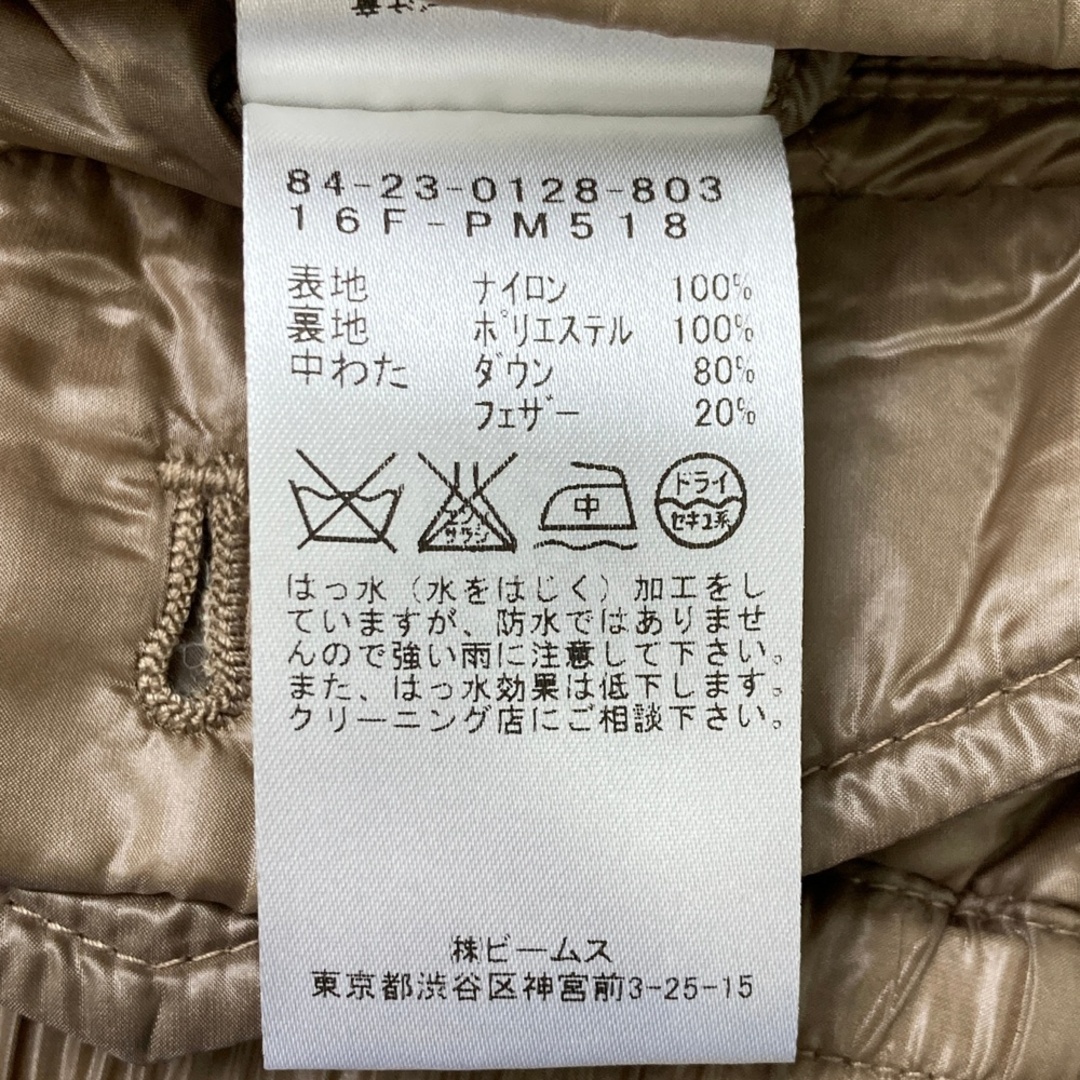 84-23-0128-803
16F-PM518
表地 ナイロン 100%
裏地 ポリエステル 100%
中わた ダウン 80%
フェザー 20%
エンソサラシ
中
ドライ
セキユ系
はっ水（水をはじく）加工をし
ていますが、防水ではありませ
んので強い雨に注意して下さい。
また、はっ水効果は低下します。
クリーニング店にご相談下さい。
㈱ビームス
東京都渋谷区神宮前3-25-15